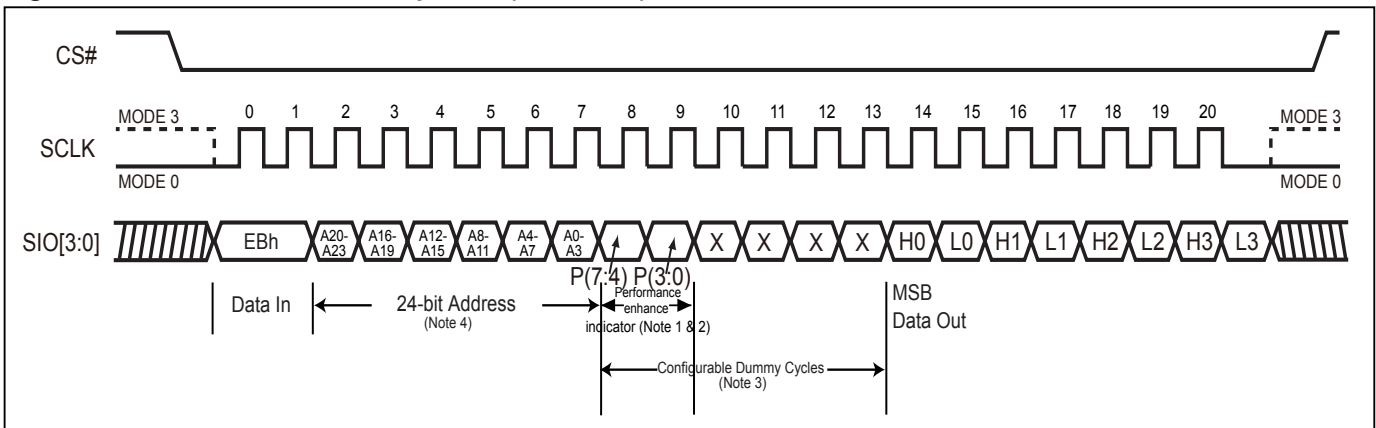 CS#
MODE 3
0 1 2 3 4 5 6 7 8 9 10 11 12 13 14 15 16 17 18 19 20
MODE 3
SCLK
MODE 0
MODE 0
SIO[3:0]
EBh
A20-
A23
A16-
A19
A12-
A15
A8-
A11
A4-
A7
A0-
A3
X X X X H0 L0 H1 L1 H2 L2 H3 L3
P(7:4) P(3:0)
Data In
24-bit Address
(Note 4)
Performance
enhance
indicator (Note 1 & 2)
MSB
Data Out
Configurable Dummy Cycles
(Note 3)